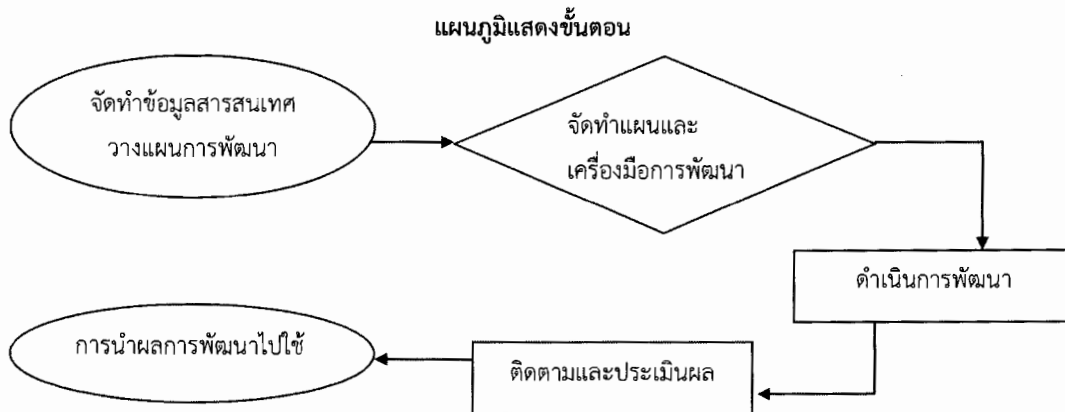 แผนภูมิแสดงขั้นตอน
จัดทำข้อมูลสารสนเทศ
วางแผนการพัฒนา
จัดทำแผนและ
เครื่องมือการพัฒนา
ดำเนินการพัฒนา
ติดตามและประเมินผล
การนำผลการพัฒนาไปใช้